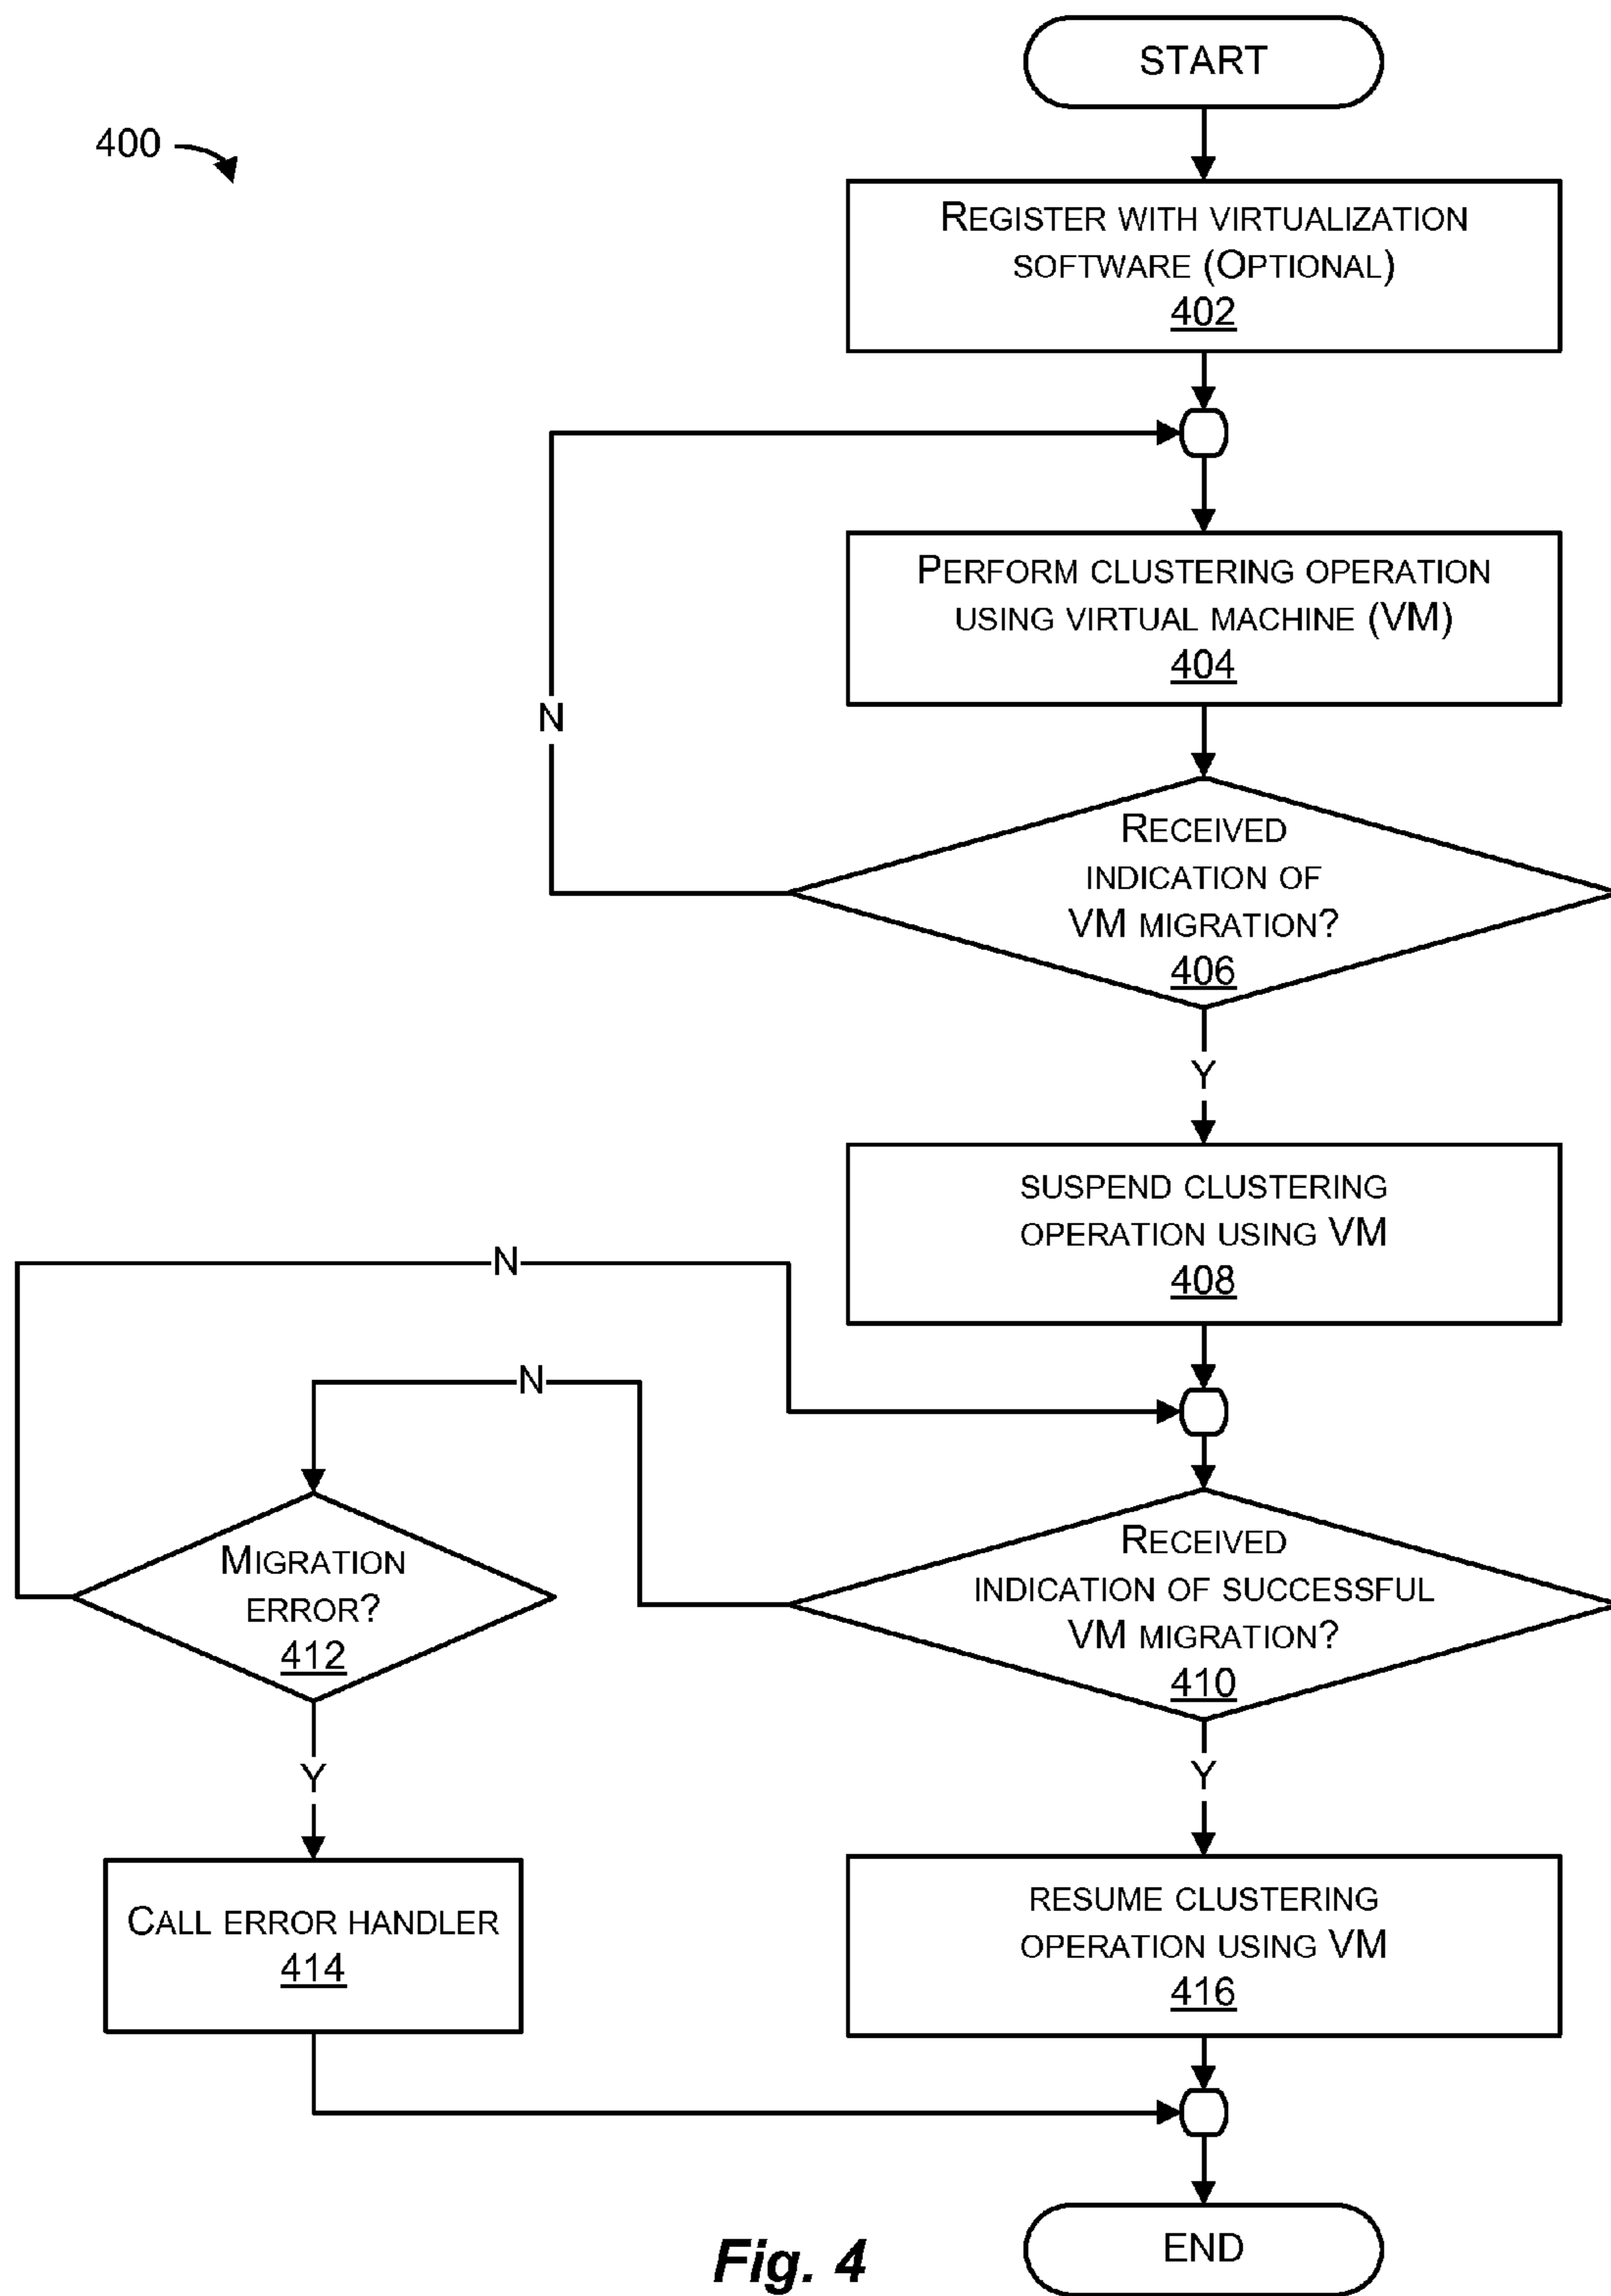 START
400
REGISTER WITH VIRTUALIZATION
SOFTWARE (OPTIONAL)
402
PERFORM CLUSTERING OPERATION
USING VIRTUAL MACHINE (VM)
404
N
RECEIVED
INDICATION OF
VM MIGRATION?
406
Y
SUSPEND CLUSTERING
OPERATION USING VM
408
N
N
RECEIVED
INDICATION OF SUCCESSFUL
VM MIGRATION?
410
MIGRATION
ERROR?
412
Y
Y
CALL ERROR HANDLER
414
RESUME CLUSTERING
OPERATION USING VM
416
END
Fig. 4